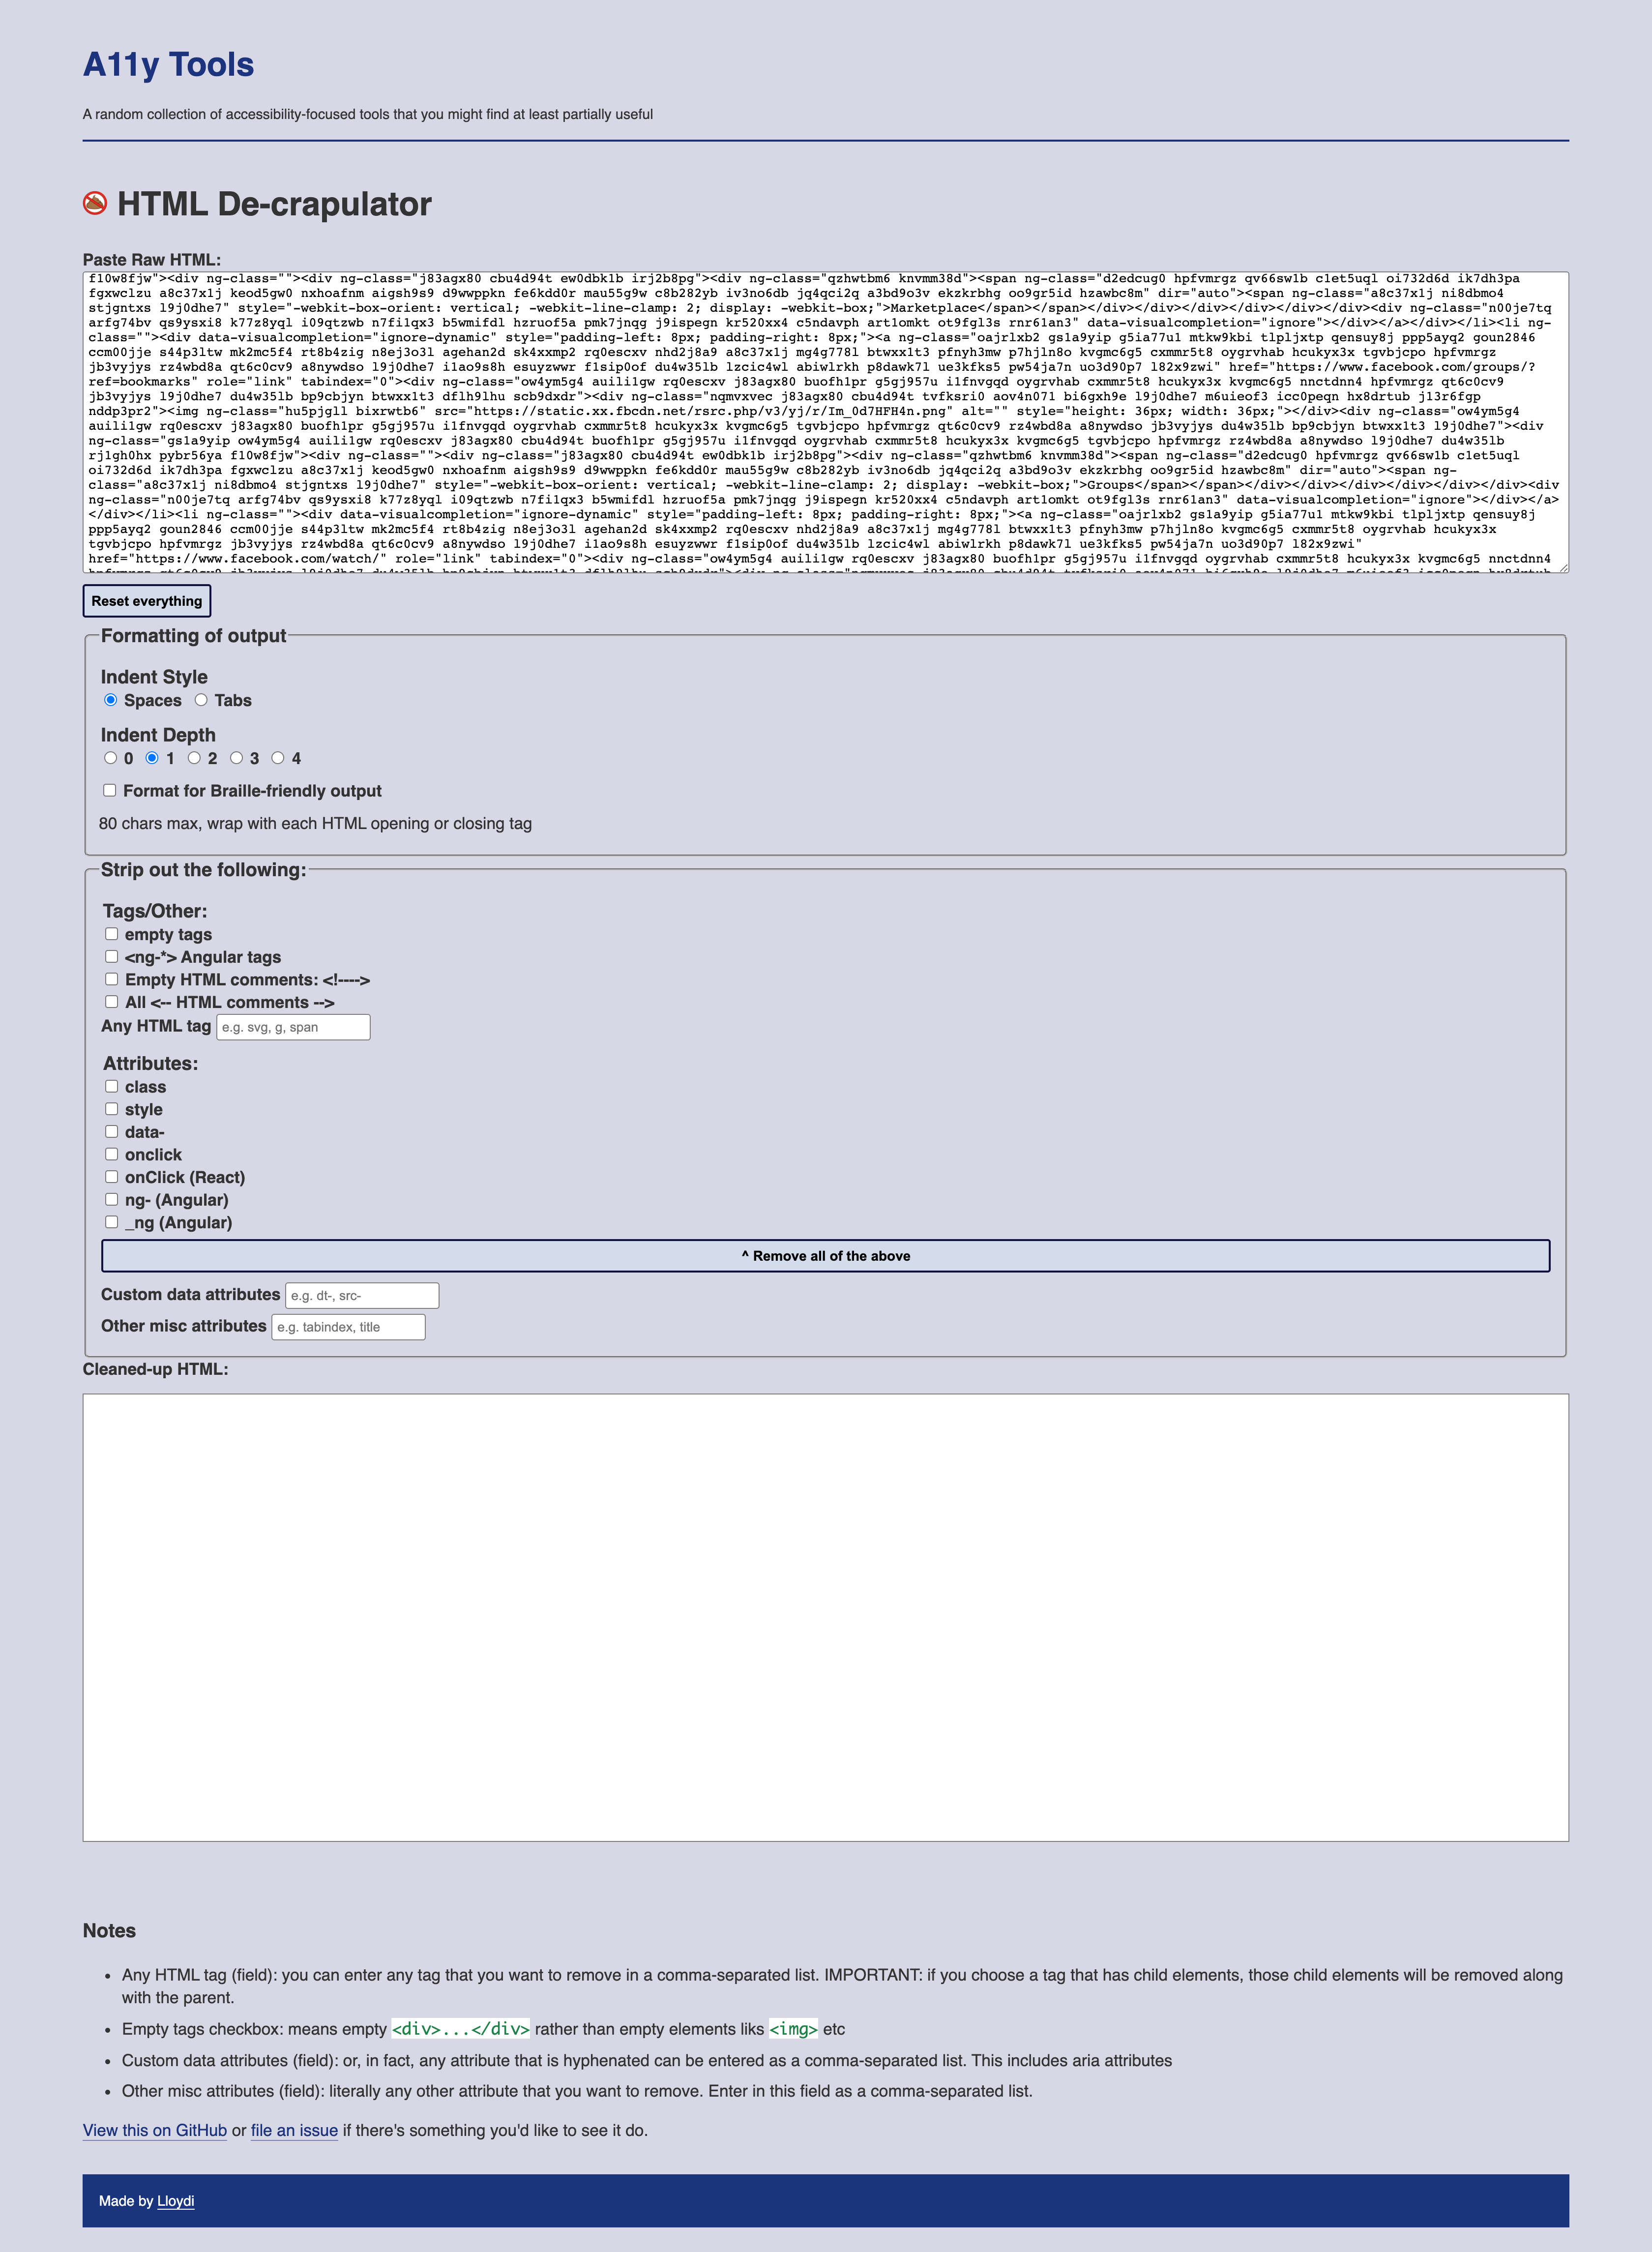 A11y Tools
A random collection of accessibility-focused tools that you might find at least partially useful
HTML De-crapulator
Paste Raw HTML:
f10w8fjw"><div ng-class=""><div ng-class="j83agx80 cbu4d94t ew0dbk1b irj2b8pg"><div ng-class="qzhwtbm6 knvmm38d"><span ng-class="d2edcug0 hpfvmrgz qv66sw1b c1et5uql oi732d6d ik7dh3pa
fgxwclzu a8c37x1j keod5gw0 nxhoafnm aigsh9s9 d9wwppkn fe6kdd0r mau55g9w c8b282yb iv3no6db jq4qci2q a3bd9o3v ekzkrbhg oo9gr5id hzawbc8m" dir="auto"><span ng-class="a8c37x1j ni8dbmo4
stjgntxs l9j0dhe7" style="-webkit-box-orient: vertical; -webkit-line-clamp: 2; display: -webkit-box;">Marketplace</span></span></div></div></div></div></div></div><div ng-class="n00je7tq
arfg74bv qs9ysxi8 k77z8yql i09qtzwb n7fi1qx3 b5wmifdl hzruof5a pmk7jnqg j9ispegn kr520xx4 c5ndavph art1omkt ot9fgl3s rnr61an3" data-visualcompletion="ignore"></div></a></div></li><li ng-
class=""><div data-visualcompletion="ignore-dynamic" style="padding-left: 8px; padding-right: 8px;"><a ng-class="oajrlxb2 gs1a9yip g5ia77u1 mtkw9kbi tlpljxtp qensuy8j ppp5ayq2 goun2846
ccm00jje s44p3ltw mk2mc5f4 rt8b4zig n8ej3o3l agehan2d sk4xxmp2 rq0escxv nhd2j8a9 a8c37x1j mg4g778l btwxx1t3 pfnyh3mw p7hjln8o kvgmc6g5 cxmmr5t8 oygrvhab hcukyx3x tgvbjcpo hpfvmrgz
jb3vyjys rz4wbd8a qt6c0cv9 a8nywdso l9j0dhe7 i1ao9s8h esuyzwwr f1sip0of du4w35lb lzcic4wl abiwlrkh p8dawk7l ue3kfks5 pw54ja7n uo3d90p7 l82x9zwi" href="https://www.facebook.com/groups/?
ref=bookmarks" role="link" tabindex="0"><div ng-class="ow4ym5g4 auili1gw rq0escxv j83agx80 buofh1pr g5gj957u i1fnvgqd oygrvhab cxmmr5t8 hcukyx3x kvgmc6g5 nnctdnn4 hpfvmrgz qt6c0cv9
jb3vyjys l9j0dhe7 du4w35lb bp9cbjyn btwxx1t3 dflh9lhu scb9dxdr"><div ng-class="nqmvxvec j83agx80 cbu4d94t tvfksri0 aov4n071 bi6gxh9e l9j0dhe7 m6uieof3 icc0peqn hx8drtub j13r6fgp
nddp3pr2"><img ng-class="hu5pjgll bixrwtb6" src="https://static.xx.fbcdn.net/rsrc.php/v3/yj/r/Im_0d7HFH4n.png" alt="" style="height: 36px; width: 36px;"></div><div ng-class="ow4ym5g4
auili1gw rq0escxv j83agx80 buofh1pr g5gj957u i1fnvgqd oygrvhab cxmmr5t8 hcukyx3x kvgmc6g5 tgvbjcpo hpfvmrgz qt6c0cv9 rz4wbd8a a8nywdso jb3vyjys du4w35lb bp9cbjyn btwxx1t3 l9j0dhe7"><div
ng-class="gs1a9yip ow4ym5g4 auili1gw rq0escxv j83agx80 cbu4d94t buofh1pr g5gj957u i1fnvgqd oygrvhab cxmmr5t8 hcukyx3x kvgmc6g5 tgvbjcpo hpfvmrgz rz4wbd8a a8nywdso l9j0dhe7 du4w35lb
rj1gh0hx pybr56ya f10w8fjw"><div ng-class=""><div ng-class="j83agx80 cbu4d94t ew0dbk1b irj2b8pg"><div ng-class="qzhwtbm6 knvmm38d"><span ng-class="d2edcug0 hpfvmrgz qv66sw1b c1et5uql
oi732d6d ik7dh3pa fgxwclzu a8c37x1j keod5gw0 nxhoafnm aigsh9s9 d9wwppkn fe6kdd0r mau55g9w c8b282yb iv3no6db jq4qci2q a3bd9o3v ekzkrbhg oo9gr5id hzawbc8m" dir="auto"><span ng-
class="a8c37x1j ni8dbmo4 stjgntxs l9j0dhe7" style="-webkit-box-orient: vertical; -webkit-line-clamp: 2; display: -webkit-box;">Groups</span></span></div></div></div></div></div></div><div
ng-class="n00je7tq arfg74bv qs9ysxi8 k77z8yql i09qtzwb n7fi1qx3 b5wmifdl hzruof5a pmk7jnqg j9ispegn kr520xx4 c5ndavph art1omkt ot9fgl3s rnr61an3" data-visualcompletion="ignore"></div></a>
</div></li><li ng-class=""><div data-visualcompletion="ignore-dynamic" style="padding-left: 8px; padding-right: 8px;"><a ng-class="oajrlxb2 gs1a9yip g5ia77u1 mtkw9kbi tlpljxtp qensuy8j
ppp5ayq2 goun2846 ccm00jje s44p3ltw mk2mc5f4 rt8b4zig n8ej3o3l agehan2d sk4xxmp2 rq0escxv nhd2j8a9 a8c37x1j mg4g778l btwxx1t3 pfnyh3mw p7hjln8o kvgmc6g5 cxmmr5t8 oygrvhab hcukyx3x
tgvbjcpo hpfvmrgz jb3vyjys rz4wbd8a qt6c0cv9 a8nywdso l9j0dhe7 i1ao9s8h esuyzwwr f1sip0of du4w35lb lzcic4wl abiwlrkh p8dawk7l ue3kfks5 pw54ja7n uo3d90p7 l82x9zwi"
href="https://www.facebook.com/watch/" role="link" tabindex="0"><div ng-class="ow4ym5g4 auili1gw rq0escxv j83agx80 buofh1pr g5gj957u i1fnvgqd oygrvhab cxmmr5t8 hcukyx3x kvgmc6g5 nnctdnn4
Reset everything
Formatting of output
Indent Style
Spaces Tabs
Indent Depth
0 1 2 3 4
Format for Braille-friendly output
80 chars max, wrap with each HTML opening or closing tag
Strip out the following:
Tags/Other:
empty tags
<ng-*> Angular tags
Empty HTML comments: <!---->
All <-- HTML comments -->
Any HTML tag e.g. svg, g, span
Attributes:
class
style
data-
onclick
onClick (React)
ng- (Angular)
_ng (Angular)
^ Remove all of the above
Custom data attributes e.g. dt-, src-
Other misc attributes e.g. tabindex, title
Cleaned-up HTML:
Notes
• Any HTML tag (field): you can enter any tag that you want to remove in a comma-separated list. IMPORTANT: if you choose a tag that has child elements, those child elements will be removed along
with the parent.
• Empty tags checkbox: means empty <div>...</div> rather than empty elements liks <img> etc
• Custom data attributes (field): or, in fact, any attribute that is hyphenated can be entered as a comma-separated list. This includes aria attributes
• Other misc attributes (field): literally any other attribute that you want to remove. Enter in this field as a comma-separated list.
View this on GitHub or file an issue if there's something you'd like to see it do.
Made by Lloydi